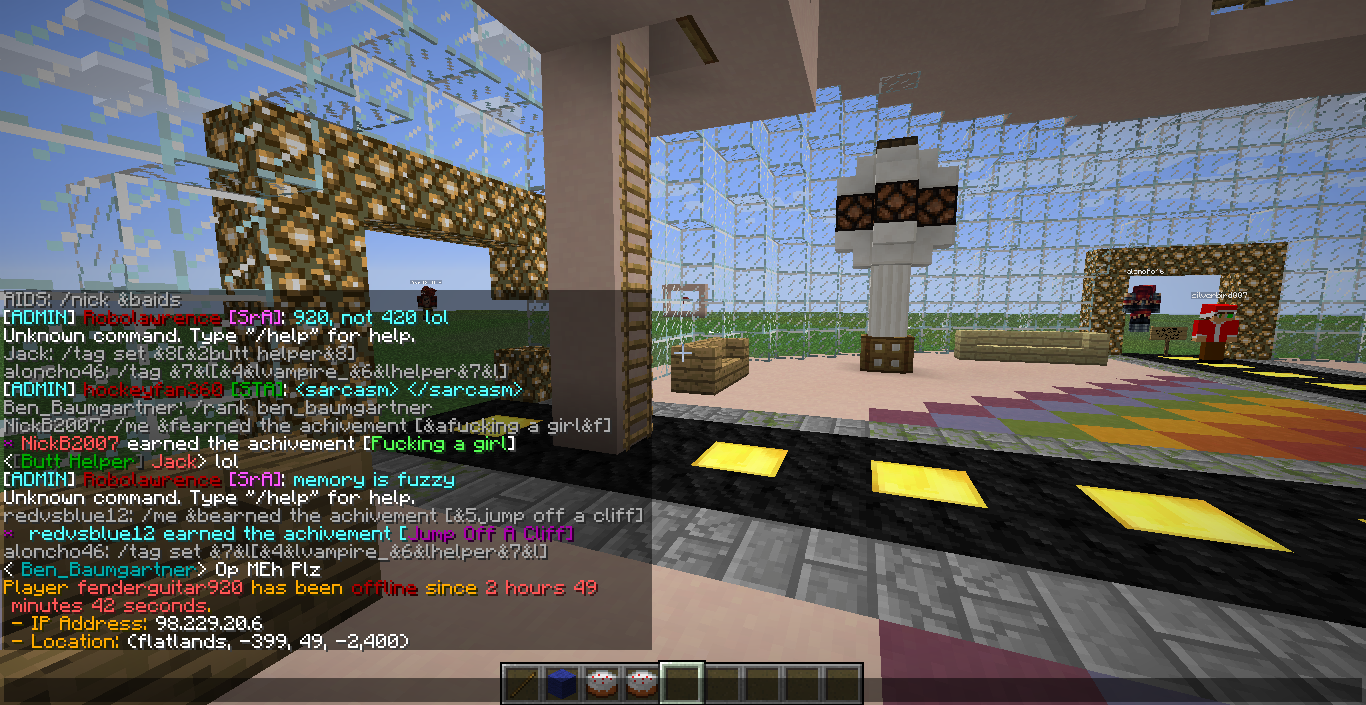 aloncho46
silverbird007
AIDS: /nick &baids
[ADMIN] Robolawrence [SrA]: 920, not 420 lol
Unknown command. Type "/help" for help.
Jack: /tag set &8[&2butt helper&8]
aloncho46: /tag &7&l[&4&lvampire_&6&lhelper&7&l]
[ADMIN] hockeyfan360 [STA]: <sarcasm> </sarcasm>
Ben_Baumgartner: /rank ben_baumgartner
NickB2007: /me &fearned the achivement [&afucking a girl&f]
* NickB2007 earned the achivement [Fucking a girl]
<[Butt Helper] Jack> lol
[ADMIN] Robolawrence [SrA]: memory is fuzzy
Unknown command. Type "/help" for help.
redvsblue12: /me &bearned the achivement [&5jump off a cliff]
* redvsblue12 earned the achivement [Jump Off A Cliff]
aloncho46: /tag set &7&l[&4&lvampire_&6&lhelper&7&l]
< Ben_Baumgartner> Op MEh Plz
Player fenderguitar920 has been offline since 2 hours 49
minutes 42 seconds.
- IP Address: 98.229.20.6
- Location: (flatlands, -399, 49, -2,400)